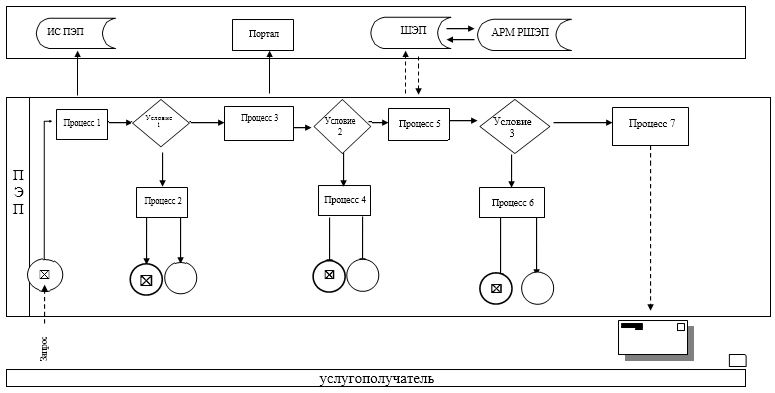 ИС ПЭП
Портал
ШЭП
АРМ РШЭП
П
Э
П
Процесс 1
Условие
1
Процесс 3
Условие
2
Процесс 5
Условие
3
Процесс 7
Процесс 2
Процесс 4
Процесс 6
Запрос
услугополучатель